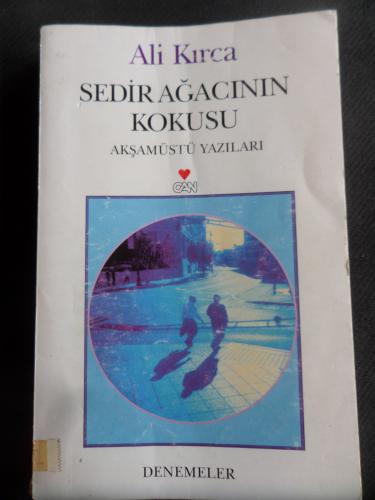 Ali Kırca
SEDİR AĞACININ
KOKUSU
AKŞAMÜSTÜ YAZILARI
CAN
DENEMELER